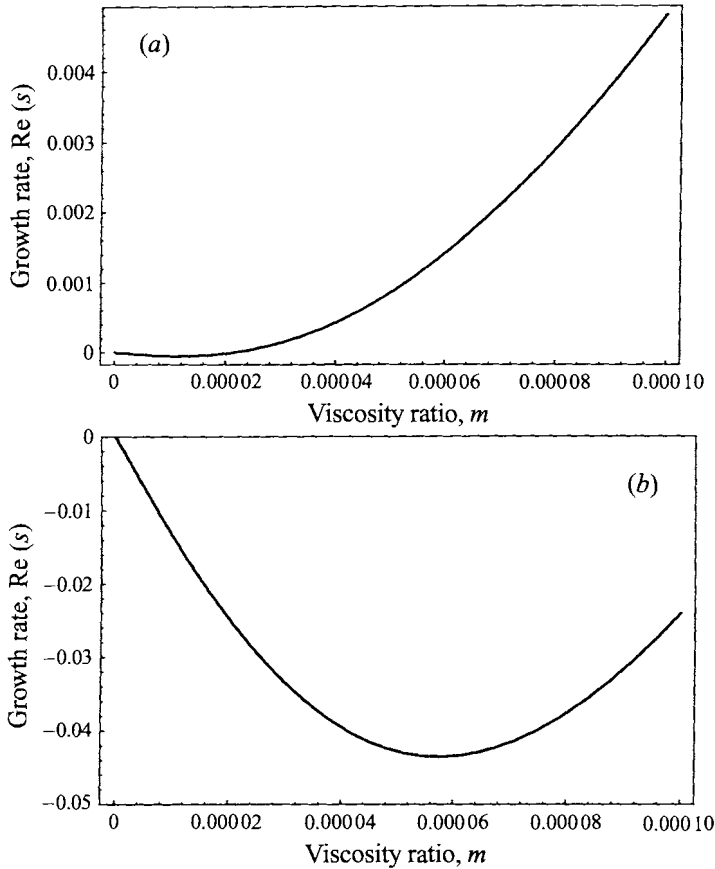 (a)
Growth rate, Re (s)
0.004
0.003
0.002
0.001
0
0 0.00002 0.00004 0.00006 0.00008 0.00010
Viscosity ratio, m
(b)
Growth rate, Re (s)
0
−0.01
−0.02
−0.03
−0.04
−0.05
0 0.00002 0.00004 0.00006 0.00008 0.00010
Viscosity ratio, m